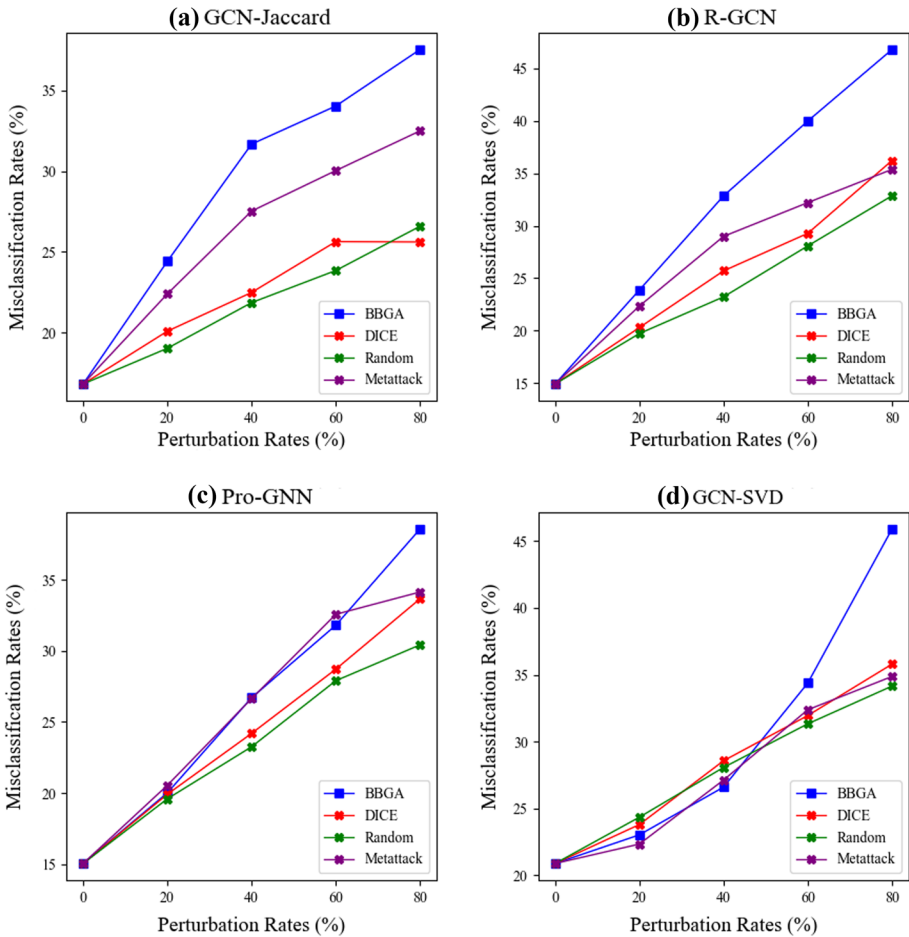 (a) GCN-Jaccard
Misclassification Rates (%)
35
30
25
20
BBGA
DICE
Random
Metattack
0 20 40 60 80
Perturbation Rates (%)
(b) R-GCN
Misclassification Rates (%)
45
40
35
30
25
20
15
BBGA
DICE
Random
Metattack
0 20 40 60 80
Perturbation Rates (%)
(c) Pro-GNN
Misclassification Rates (%)
35
30
25
20
15
BBGA
DICE
Random
Metattack
0 20 40 60 80
Perturbation Rates (%)
(d) GCN-SVD
Misclassification Rates (%)
45
40
35
30
25
20
BBGA
DICE
Random
Metattack
0 20 40 60 80
Perturbation Rates (%)